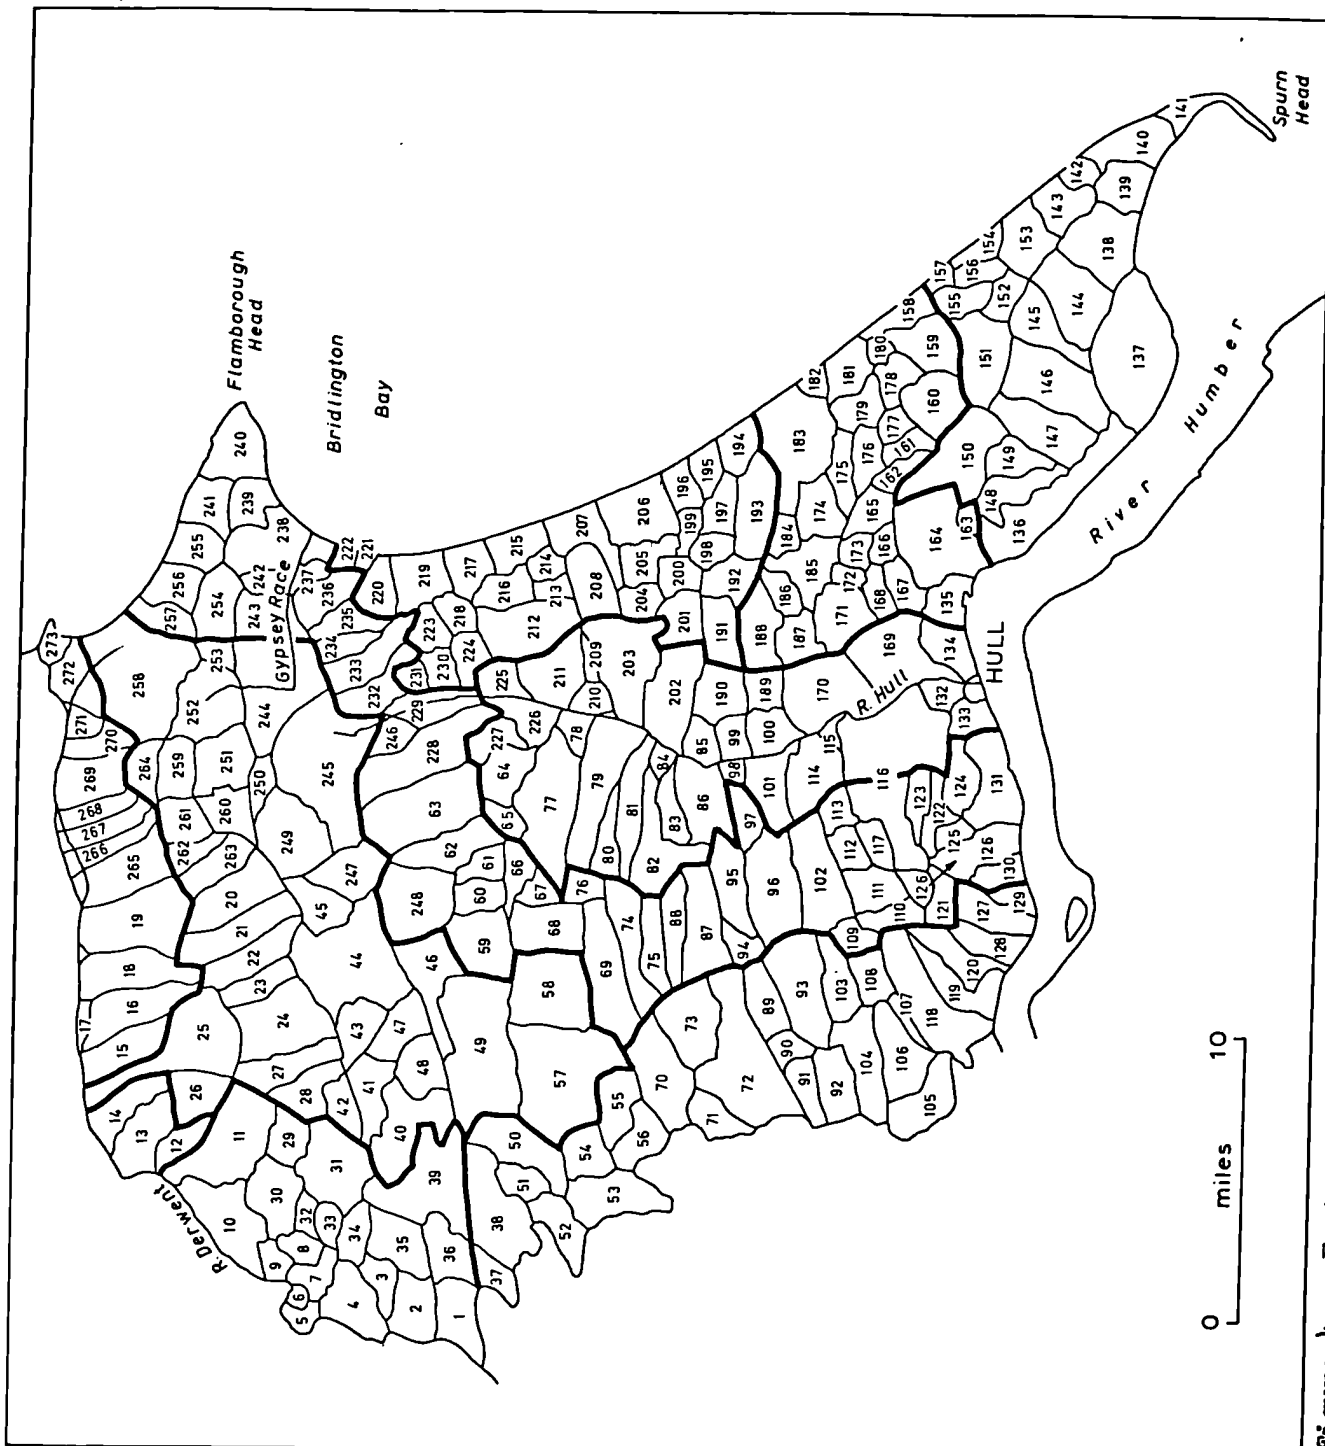 Flamborough
Head
Bridlington
Bay
Spurn
Head
River Humber
HULL
R. Hull
Gypsey Race
R. Derwent
0 10
miles
1 2 3 4 5 6 7 8 9 10
11 12 13 14 15 16 17 18 19 20
21 22 23 24 25 26 27 28 29 30
31 32 33 34 35 36 37 38 39 40
41 42 43 44 45 46 47 48 49 50
51 52 53 54 55 56 57 58 59 60
61 62 63 64 65 66 67 68 69 70
71 72 73 74 75 76 77 78 79 80
81 82 83 84 85 86 87 88 89 90
91 92 93 94 95 96 97 98 99 100
101 102 103 104 105 106 107 108 109 110
111 112 113 114 115 116 117 118 119 120
121 122 123 124 125 126 126 127 128 129 130
131 132 133 134 135 136 137 138 139 140
141 142 143 144 145 146 147 148 149 150
151 152 153 154 155 156 157 158 159 160
161 162 163 164 165 166 167 168 169 170
171 172 173 174 175 176 177 178 179 180
181 182 183 184 185 186 187 188 189 190
191 192 193 194 195 196 197 198 199 200
201 202 203 204 205 206 207 208 209 210
211 212 213 214 215 216 217 218 219 220
221 222 223 224 225 226 227 228 229 230
231 232 233 234 235 236 237 238 239 240
241 242 243 244 245 246 247 248 249 250
251 252 253 254 255 256 257 258 259 260
261 262 263 264 265 266 267 268 269 270
271 272 273